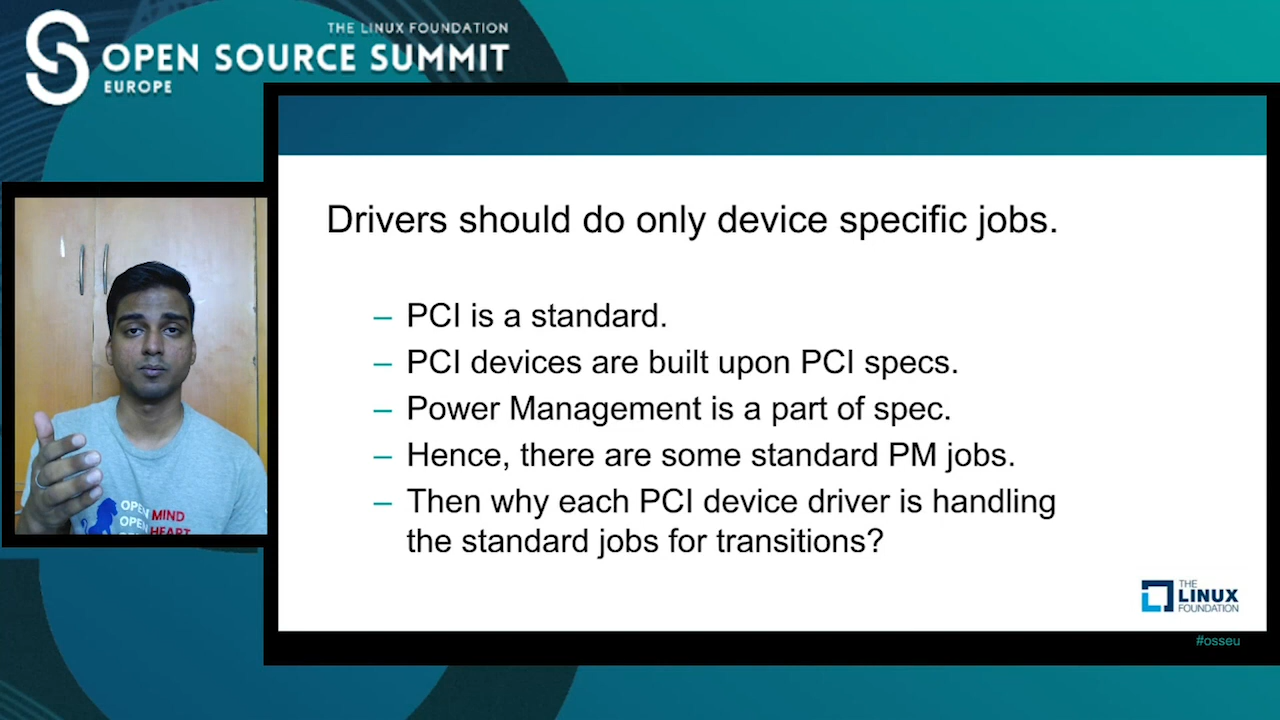 THE LINUX FOUNDATION
OPEN SOURCE SUMMIT
EUROPE
Drivers should do only device specific jobs.
– PCI is a standard.
– PCI devices are built upon PCI specs.
– Power Management is a part of spec.
– Hence, there are some standard PM jobs.
– Then why each PCI device driver is handling
the standard jobs for transitions?
OPEN MIND
OPEN
HEART
THE
LINUX
FOUNDATION
#osseu